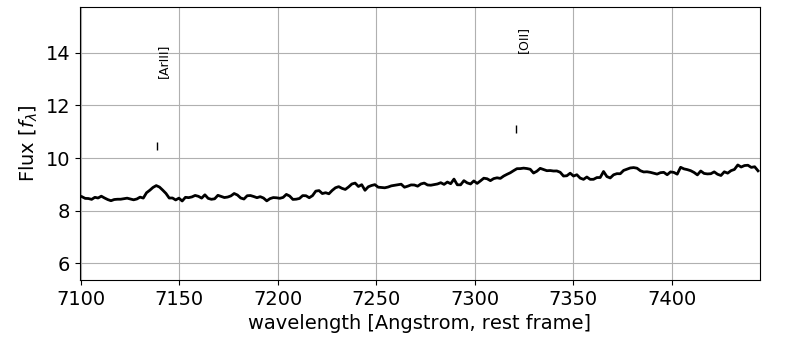 [ArIII]
[OII]
Flux [fλ]
14
12
10
8
6
7100 7150 7200 7250 7300 7350 7400
wavelength [Angstrom, rest frame]